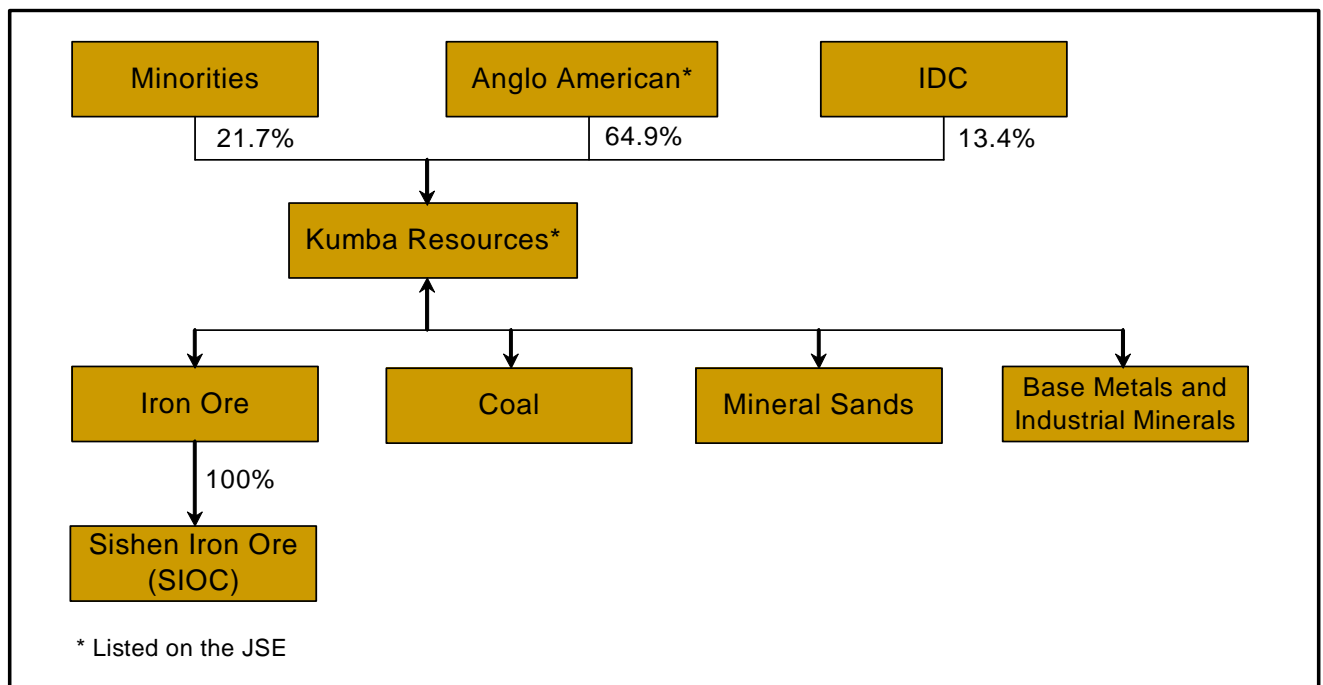 Minorities
Anglo American*
IDC
21.7%
64.9%
13.4%
Kumba Resources*
Iron Ore
Coal
Mineral Sands
Base Metals and
Industrial Minerals
100%
Sishen Iron Ore
(SIOC)
* Listed on the JSE